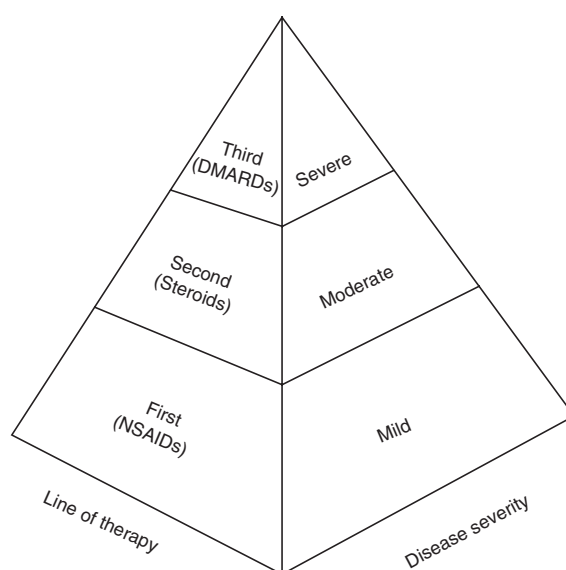 Third
(DMARDs)
Severe
Second
(Steroids)
Moderate
First
(NSAIDs)
Mild
Line of therapy
Disease severity